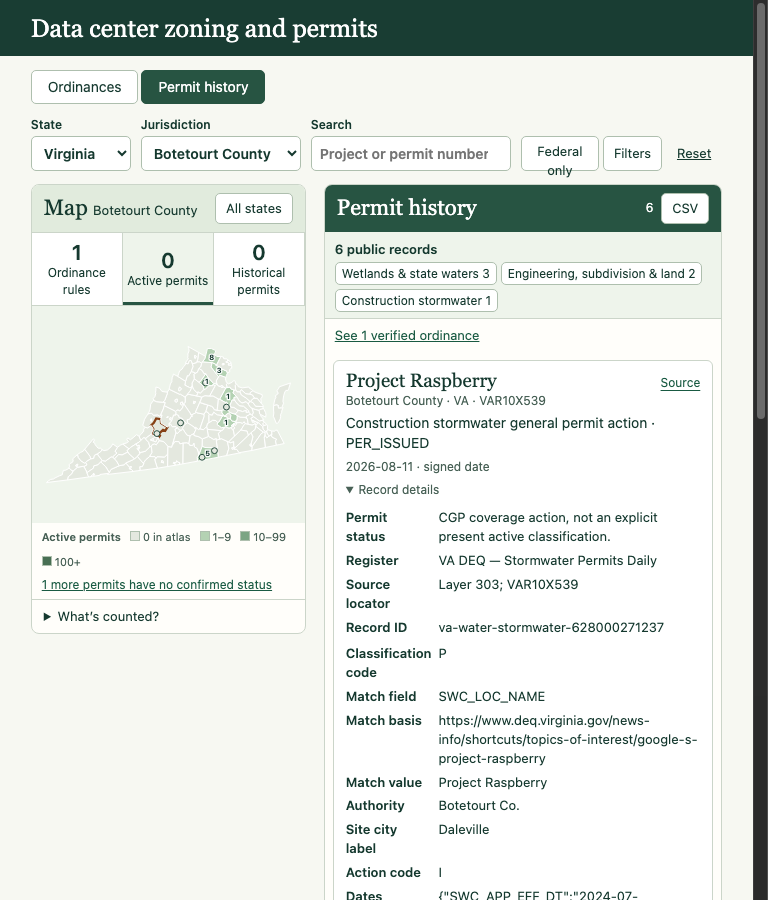 Data center zoning and permits
Ordinances
Permit history
State
Jurisdiction
Search
Virginia
Botetourt County
Project or permit number
Federal only
Filters
Reset
Map Botetourt County
All states
1
Ordinance rules
0
Active permits
0
Historical permits
8
3
1
1
1
5
Active permits
0 in atlas
1–9
10–99
100+
1 more permits have no confirmed status
▶ What's counted?
Permit history
6
CSV
6 public records
Wetlands & state waters 3
Engineering, subdivision & land 2
Construction stormwater 1
See 1 verified ordinance
Project Raspberry
Source
Botetourt County · VA · VAR10X539
Construction stormwater general permit action ·
PER_ISSUED
2026-08-11 · signed date
▼ Record details
Permit status
CGP coverage action, not an explicit
present active classification.
Register
VA DEQ — Stormwater Permits Daily
Source locator
Layer 303; VAR10X539
Record ID
va-water-stormwater-628000271237
Classification code
P
Match field
SWC_LOC_NAME
Match basis
https://www.deq.virginia.gov/news-
info/shortcuts/topics-of-interest/google-s-
project-raspberry
Match value
Project Raspberry
Authority
Botetourt Co.
Site city label
Daleville
Action code
I
Dates
{"SWC_APP_EFF_DT":"2024-07-